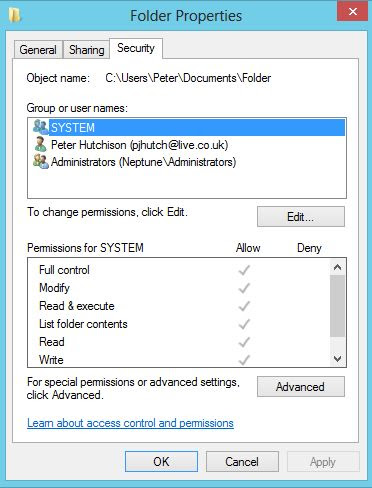 Folder Properties
General Sharing Security
Object name: C:\Users\Peter\Documents\Folder
Group or user names:
SYSTEM
Peter Hutchison (pjhutch@live.co.uk)
Administrators (Neptune\Administrators)
To change permissions, click Edit. Edit...
Permissions for SYSTEM Allow Deny
Full control
Modify
Read & execute
List folder contents
Read
Write
For special permissions or advanced settings, Advanced
click Advanced.
Learn about access control and permissions
OK Cancel Apply